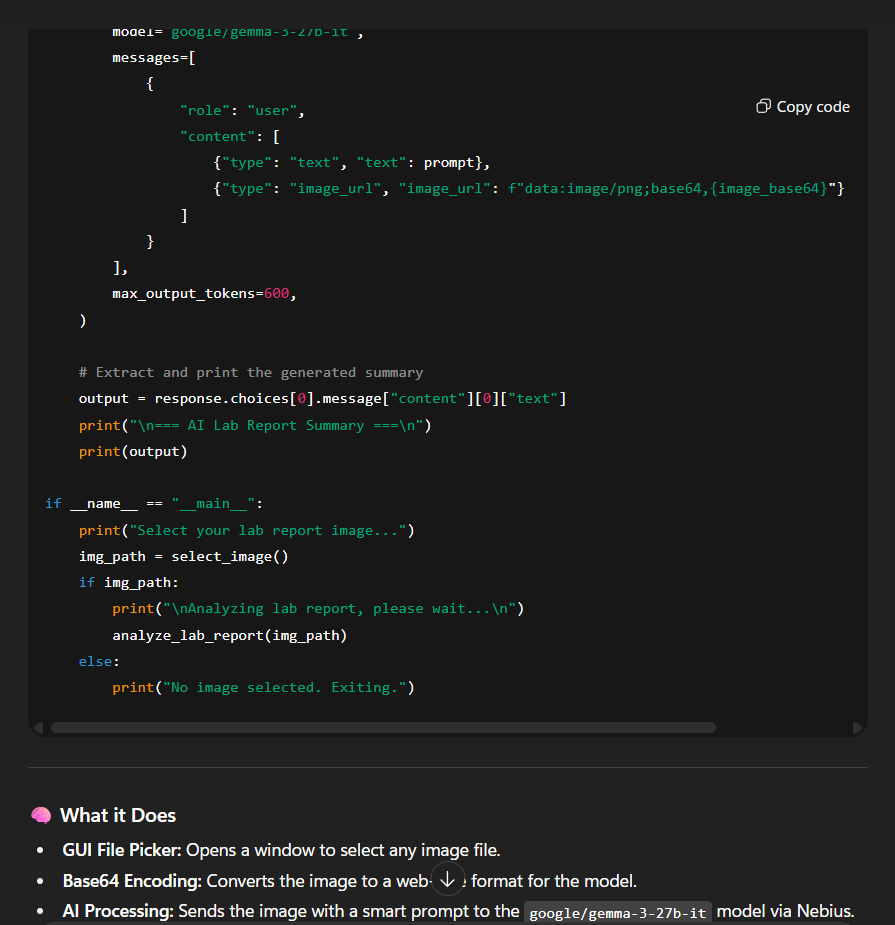 model="google/gemma-3-27b-it",
messages=[
{
"role": "user",
Copy code
"content": [
{"type": "text", "text": prompt},
{"type": "image_url", "image_url": f"data:image/png;base64,{image_base64}"}
]
}
],
max_output_tokens=600,
)
# Extract and print the generated summary
output = response.choices[0].message["content"][0]["text"]
print("\n=== AI Lab Report Summary ===\n")
print(output)
if __name__ == "__main__":
print("Select your lab report image...")
img_path = select_image()
if img_path:
print("\nAnalyzing lab report, please wait...\n")
analyze_lab_report(img_path)
else:
print("No image selected. Exiting.")
🧠 What it Does
• GUI File Picker: Opens a window to select any image file.
• Base64 Encoding: Converts the image to a web- format for the model.
• AI Processing: Sends the image with a smart prompt to the google/gemma-3-27b-it model via Nebius.